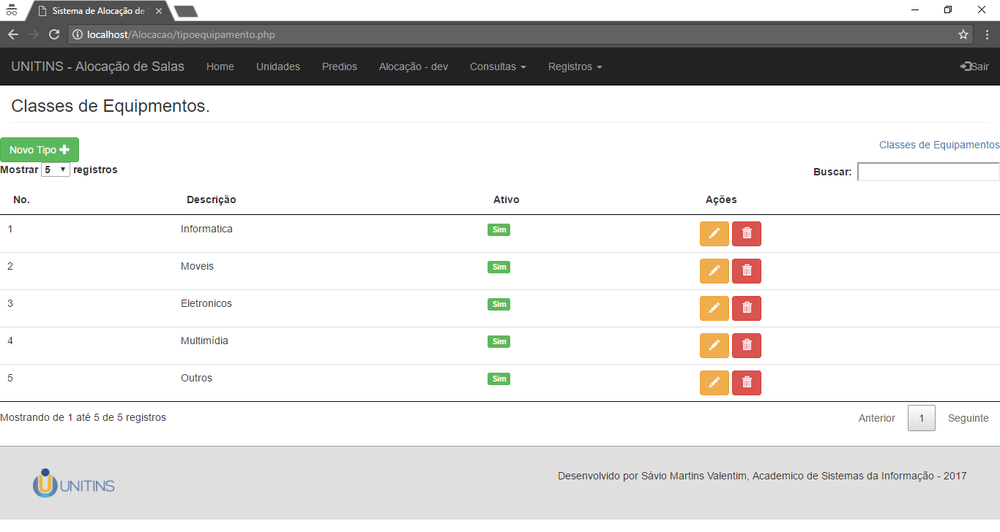 Sistema de Alocação de
localhost/Alocacao/tipoequipamento.php
UNITINS - Alocação de Salas Home Unidades Predios Alocação - dev Consultas Registros Sair
Classes de Equipmentos.
Novo Tipo Classes de Equipamentos
Mostrar 5 registros Buscar:
No. Descrição Ativo Ações
1 Informatica Sim
2 Moveis Sim
3 Eletronicos Sim
4 Multimídia Sim
5 Outros Sim
Mostrando de 1 até 5 de 5 registros Anterior 1 Seguinte
UNITINS Desenvolvido por Sávio Martins Valentim, Academico de Sistemas da Informação - 2017